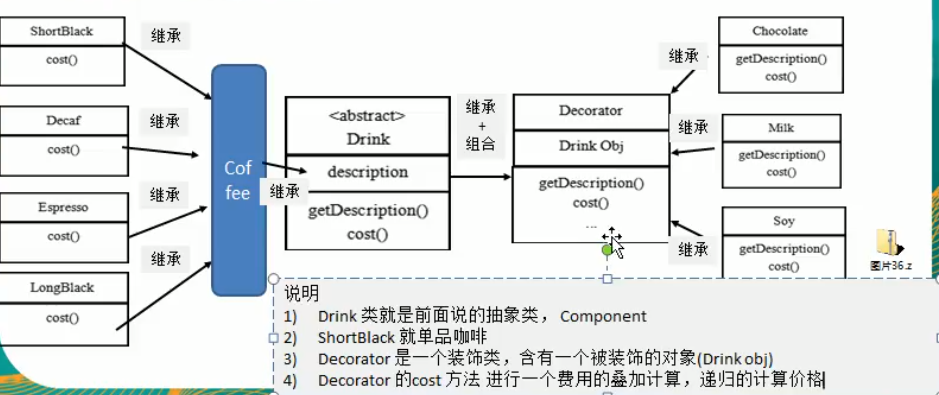 ShortBlack
cost()
继承
Decaf
cost()
继承
Espresso
cost()
继承
LongBlack
cost()
继承
Cof
fee
继承
<abstract>
Drink
description
getDescription()
cost()
继承
+
组合
Decorator
Drink Obj
getDescription()
cost()
...
继承
Chocolate
getDescription()
cost()
继承
Milk
getDescription()
cost()
继承
Soy
getDescription()
cost()
图片36.z
说明
1) Drink 类就是前面说的抽象类， Component
2) ShortBlack 就单品咖啡
3) Decorator 是一个装饰类，含有一个被装饰的对象(Drink obj)
4) Decorator 的cost 方法 进行一个费用的叠加计算，递归的计算价格